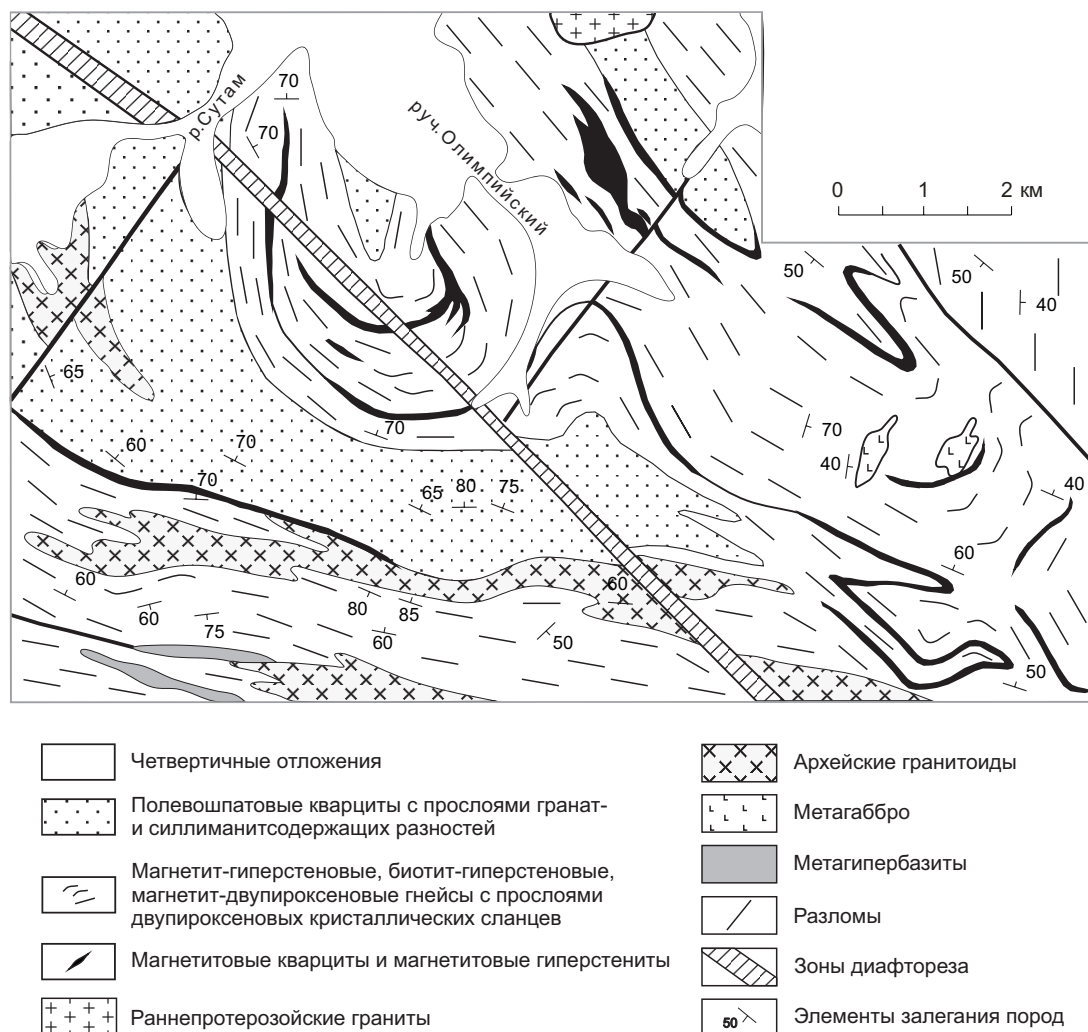 70
р.Сутам
70
руч.Олимпийский
0 1 2 км
50
50
40
65
70
70
40
60
70
70
65 80 75
40
60
60
60
80
85
60
75
60
50
50
Четвертичные отложения
Полевошпатовые кварциты с прослоями гранат-
и силлиманитсодержащих разностей
Магнетит-гиперстеновые, биотит-гиперстеновые,
магнетит-двупироксеновые гнейсы с прослоями
двупироксеновых кристаллических сланцев
Магнетитовые кварциты и магнетитовые гиперстениты
Раннепротерозойские граниты
Архейские гранитоиды
Метагаббро
Метагипербазиты
Разломы
Зоны диафтореза
50
Элементы залегания пород